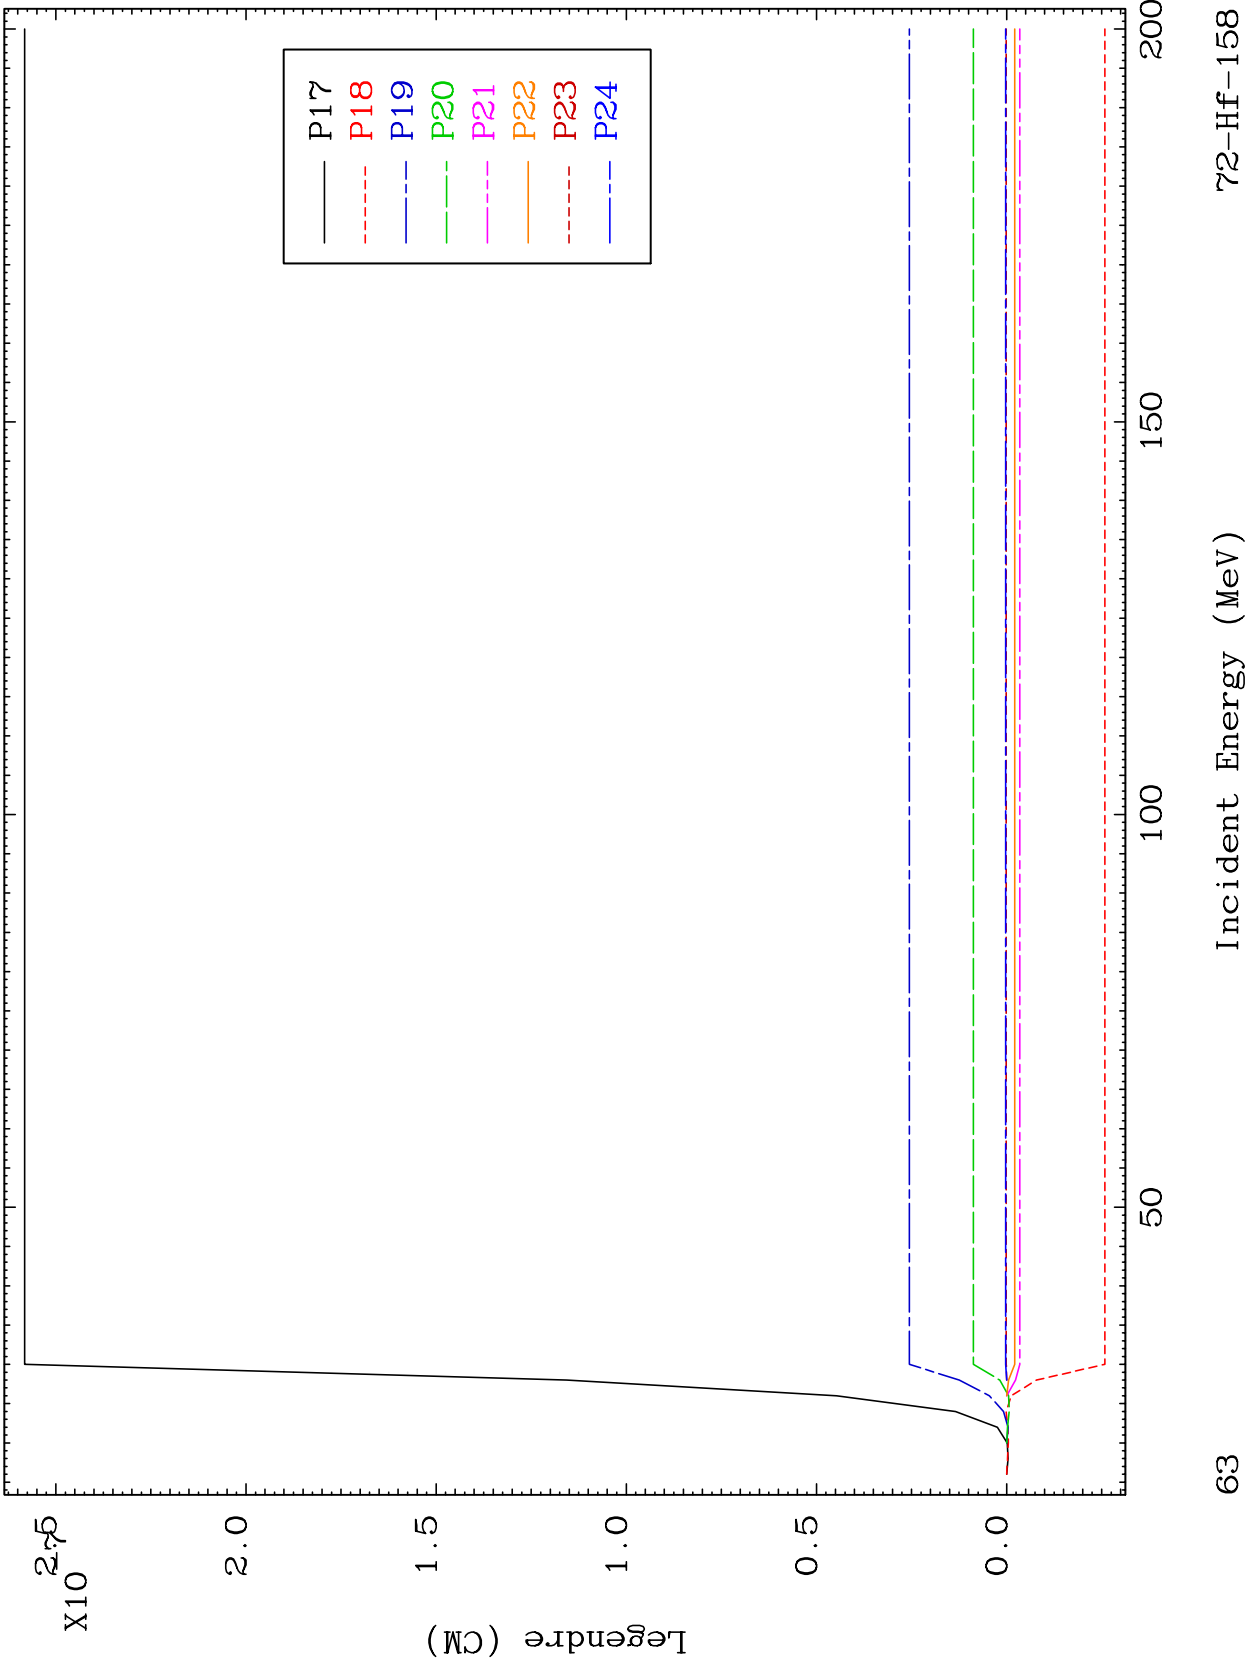 X10-7
2.5
2.0
1.5
1.0
0.5
0.0
Legendre (CM)
P17
P18
P19
P20
P21
P22
P23
P24
50
100
150
200
63
Incident Energy (MeV)
72-Hf-158